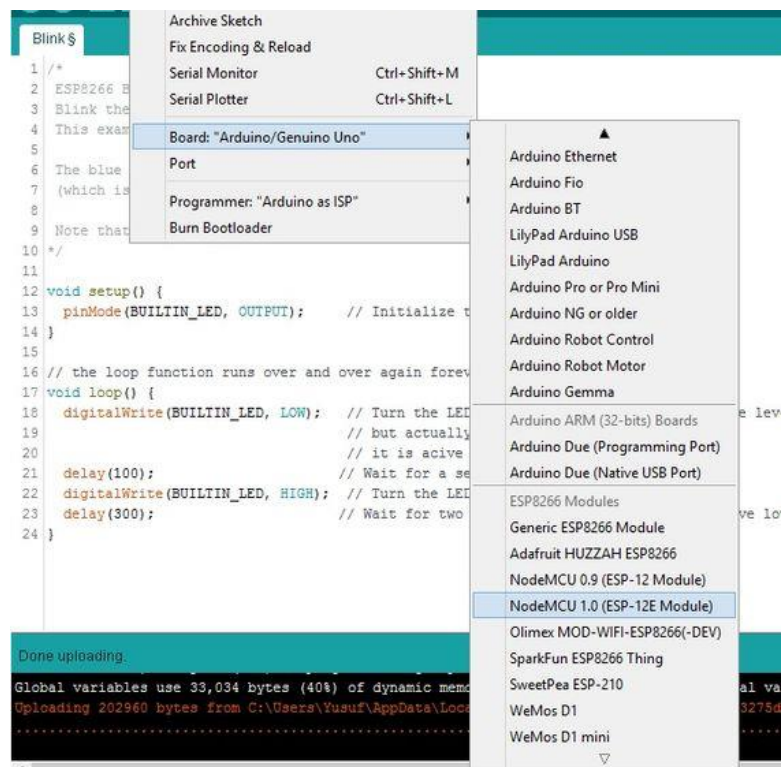 Archive Sketch
Fix Encoding & Reload
Serial Monitor Ctrl+Shift+M
Serial Plotter Ctrl+Shift+L
Board: "Arduino/Genuino Uno"
Port
Programmer: "Arduino as ISP"
Burn Bootloader
Arduino Ethernet
Arduino Fio
Arduino BT
LilyPad Arduino USB
LilyPad Arduino
Arduino Pro or Pro Mini
Arduino NG or older
Arduino Robot Control
Arduino Robot Motor
Arduino Gemma
Arduino ARM (32-bits) Boards
Arduino Due (Programming Port)
Arduino Due (Native USB Port)
ESP8266 Modules
Generic ESP8266 Module
Adafruit HUZZAH ESP8266
NodeMCU 0.9 (ESP-12 Module)
NodeMCU 1.0 (ESP-12E Module)
Olimex MOD-WIFI-ESP8266(-DEV)
SparkFun ESP8266 Thing
SweetPea ESP-210
WeMos D1
WeMos D1 mini
Blink §
1 /*
2 ESP8266 B
3 Blink the
4 This exam
5
6 The blue
7 (which is
8
9 Note that
10 */
11
12 void setup() {
13 pinMode(BUILTIN_LED, OUTPUT); // Initialize t
14 }
15
16 // the loop function runs over and over again forev
17 void loop() {
18 digitalWrite(BUILTIN_LED, LOW); // Turn the LED e lev
19 // but actually
20 // it is acive
21 delay(100); // Wait for a se
22 digitalWrite(BUILTIN_LED, HIGH); // Turn the LED
23 delay(300); // Wait for two ve lo
24 }
Done uploading.
Global variables use 33,034 bytes (40%) of dynamic memo al va
Uploading 202960 bytes from C:\Users\Yusuf\AppData\Loca 3275d